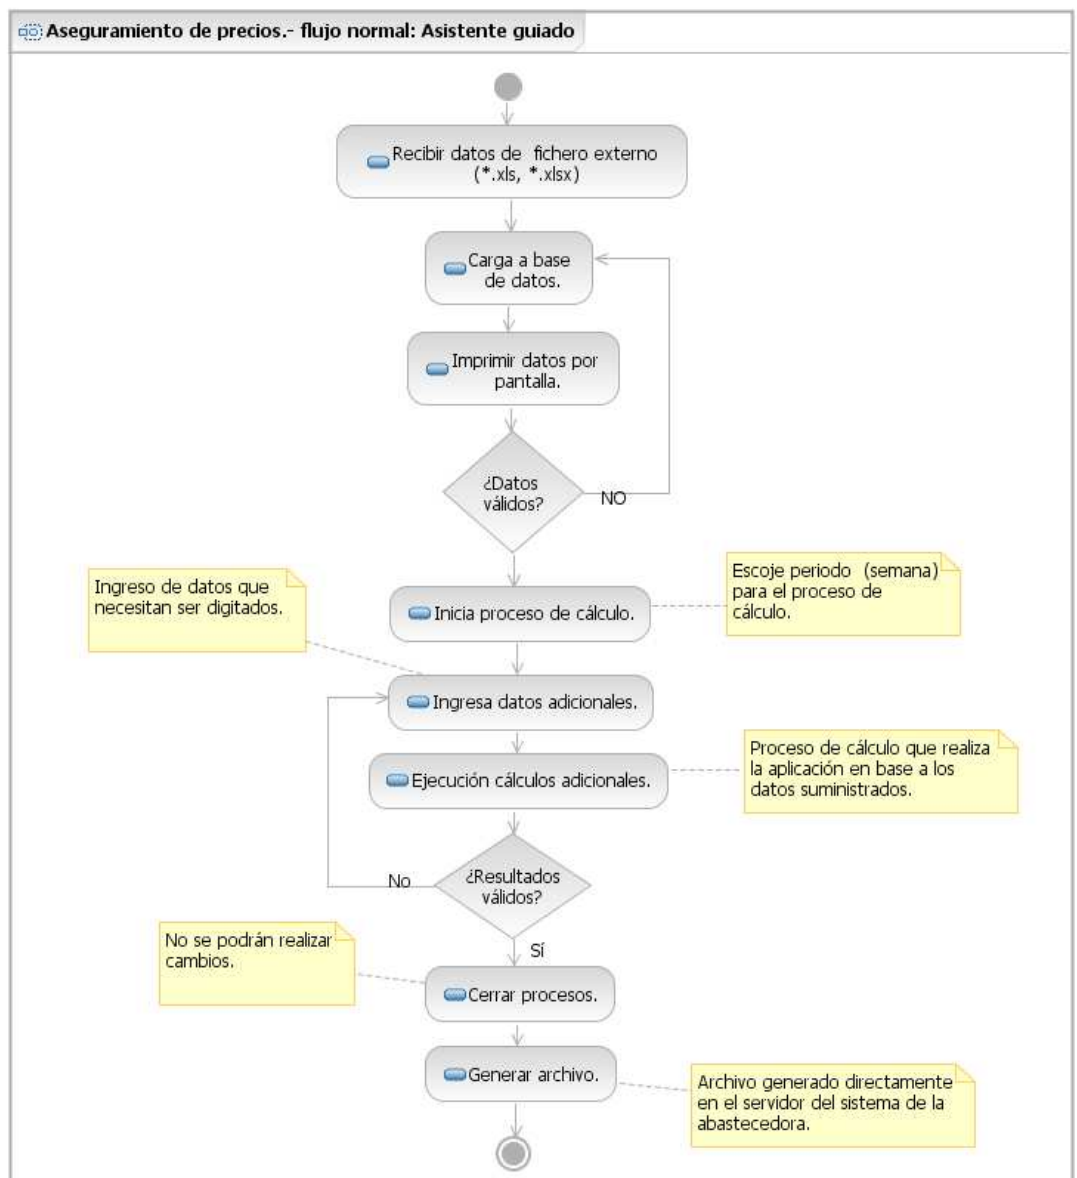 Aseguramiento de precios.- flujo normal: Asistente guiado
Recibir datos de fichero externo
(*.xls, *.xlsx)
Carga a base
de datos.
Imprimir datos por
pantalla.
¿Datos
válidos?
NO
Ingreso de datos que
necesitan ser digitados.
Escoje periodo (semana)
para el proceso de
cálculo.
Inicia proceso de cálculo.
Ingresa datos adicionales.
Proceso de cálculo que realiza
la aplicación en base a los
datos suministrados.
Ejecución cálculos adicionales.
¿Resultados
válidos?
No
Sí
No se podrán realizar
cambios.
Cerrar procesos.
Generar archivo.
Archivo generado directamente
en el servidor del sistema de la
abastecedora.